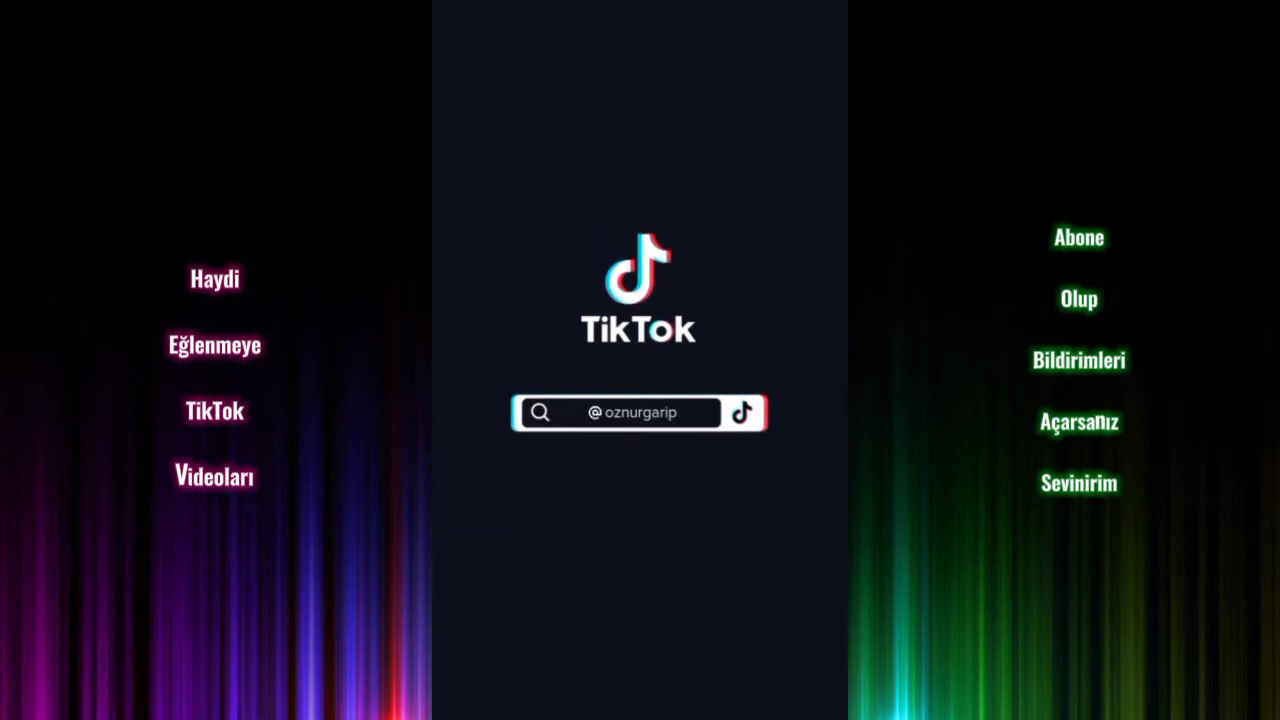 Haydi
Eğlenmeye
TikTok
Videoları
TikTok
@oznurgarip
Abone
Olup
Bildirimleri
Açarsanız
Sevinirim